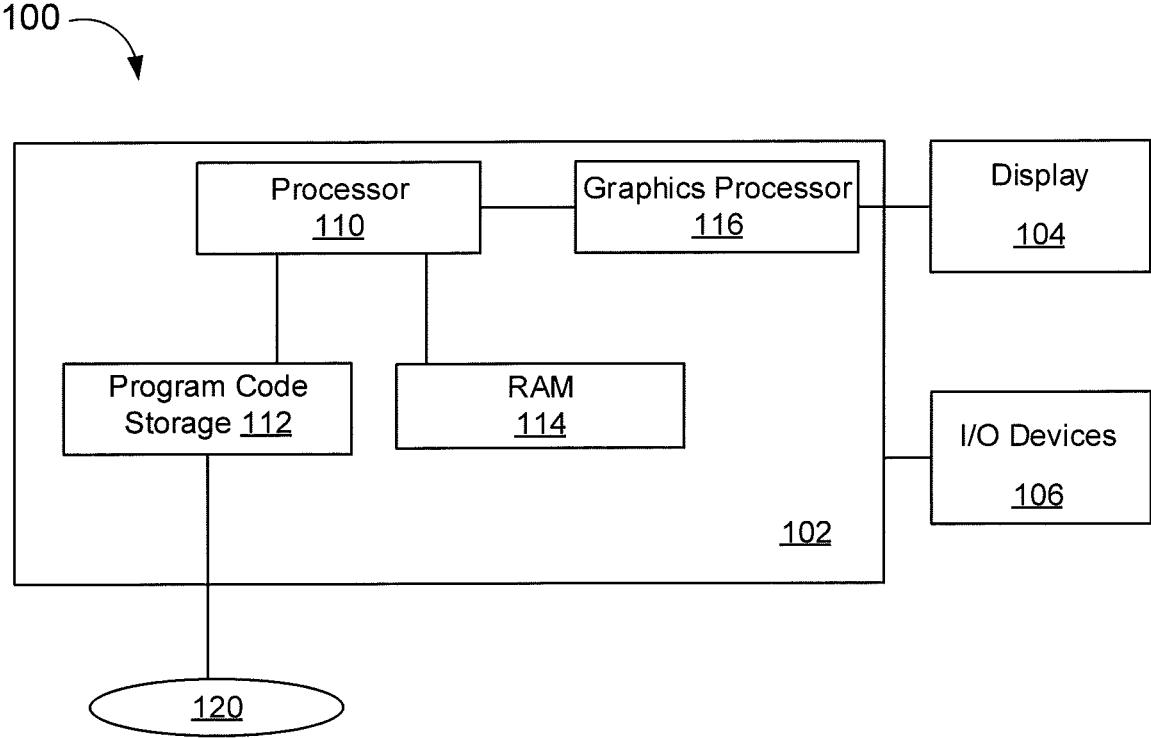 100
Processor
110
Graphics Processor
116
Display
104
Program Code
Storage 112
RAM
114
I/O Devices
106
102
120